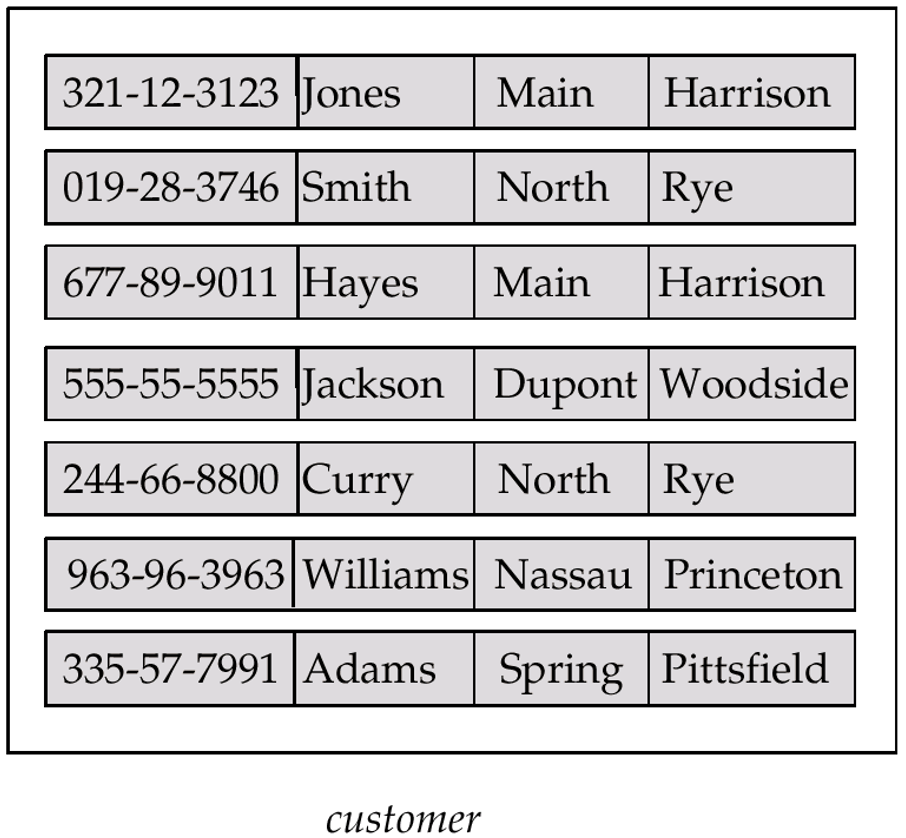 321-12-3123 Jones Main Harrison
019-28-3746 Smith North Rye
677-89-9011 Hayes Main Harrison
555-55-5555 Jackson Dupont Woodside
244-66-8800 Curry North Rye
963-96-3963 Williams Nassau Princeton
335-57-7991 Adams Spring Pittsfield
customer